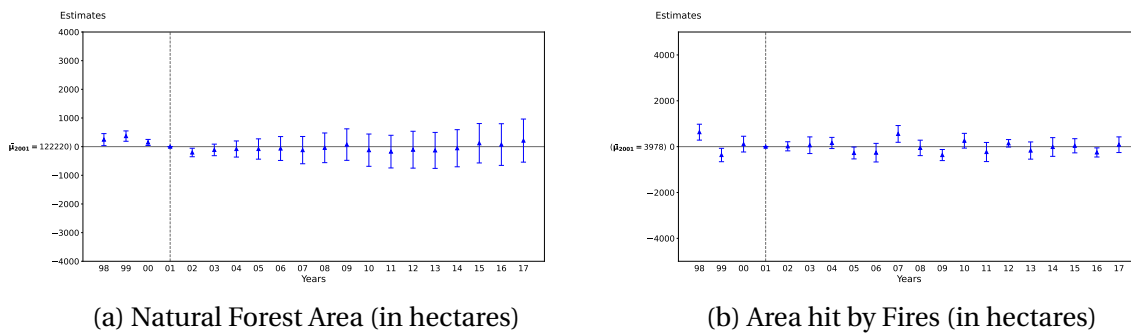 Estimates
4000
3000
2000
1000
(μ̄₂₀₀₁ = 122220) 0
−1000
−2000
−3000
−4000
98 99 00 01 02 03 04 05 06 07 08 09 10 11 12 13 14 15 16 17
Years
(a) Natural Forest Area (in hectares)
Estimates
4000
2000
(μ̄₂₀₀₁ = 3978) 0
−2000
−4000
98 99 00 01 02 03 04 05 06 07 08 09 10 11 12 13 14 15 16 17
Years
(b) Area hit by Fires (in hectares)